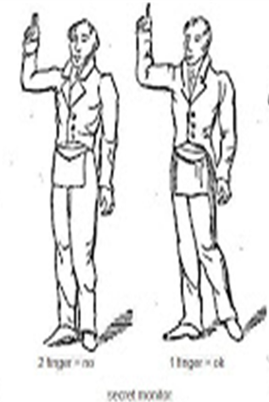 2 finger = no 1 finger = ok
secret monitor